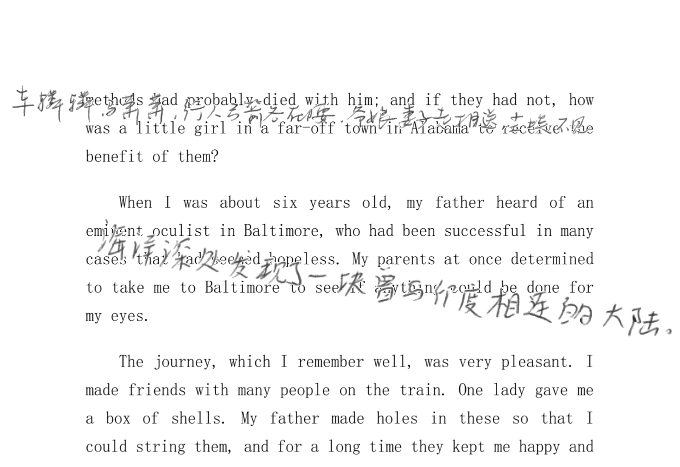 车辚辚,马萧萧,行人弓箭各在腰,爷娘妻子走相送,尘埃不见
methods had probably died with him; and if they had not, how
was a little girl in a far-off town in Alabama to receive the
benefit of them?
When I was about six years old, my father heard of an
eminent oculist in Baltimore, who had been successful in many
cases that had seemed hopeless. My parents at once determined
海洋深处发现了一块曾与印度相连的大陆。
to take me to Baltimore to see if anything could be done for
my eyes.
The journey, which I remember well, was very pleasant. I
made friends with many people on the train. One lady gave me
a box of shells. My father made holes in these so that I
could string them, and for a long time they kept me happy and